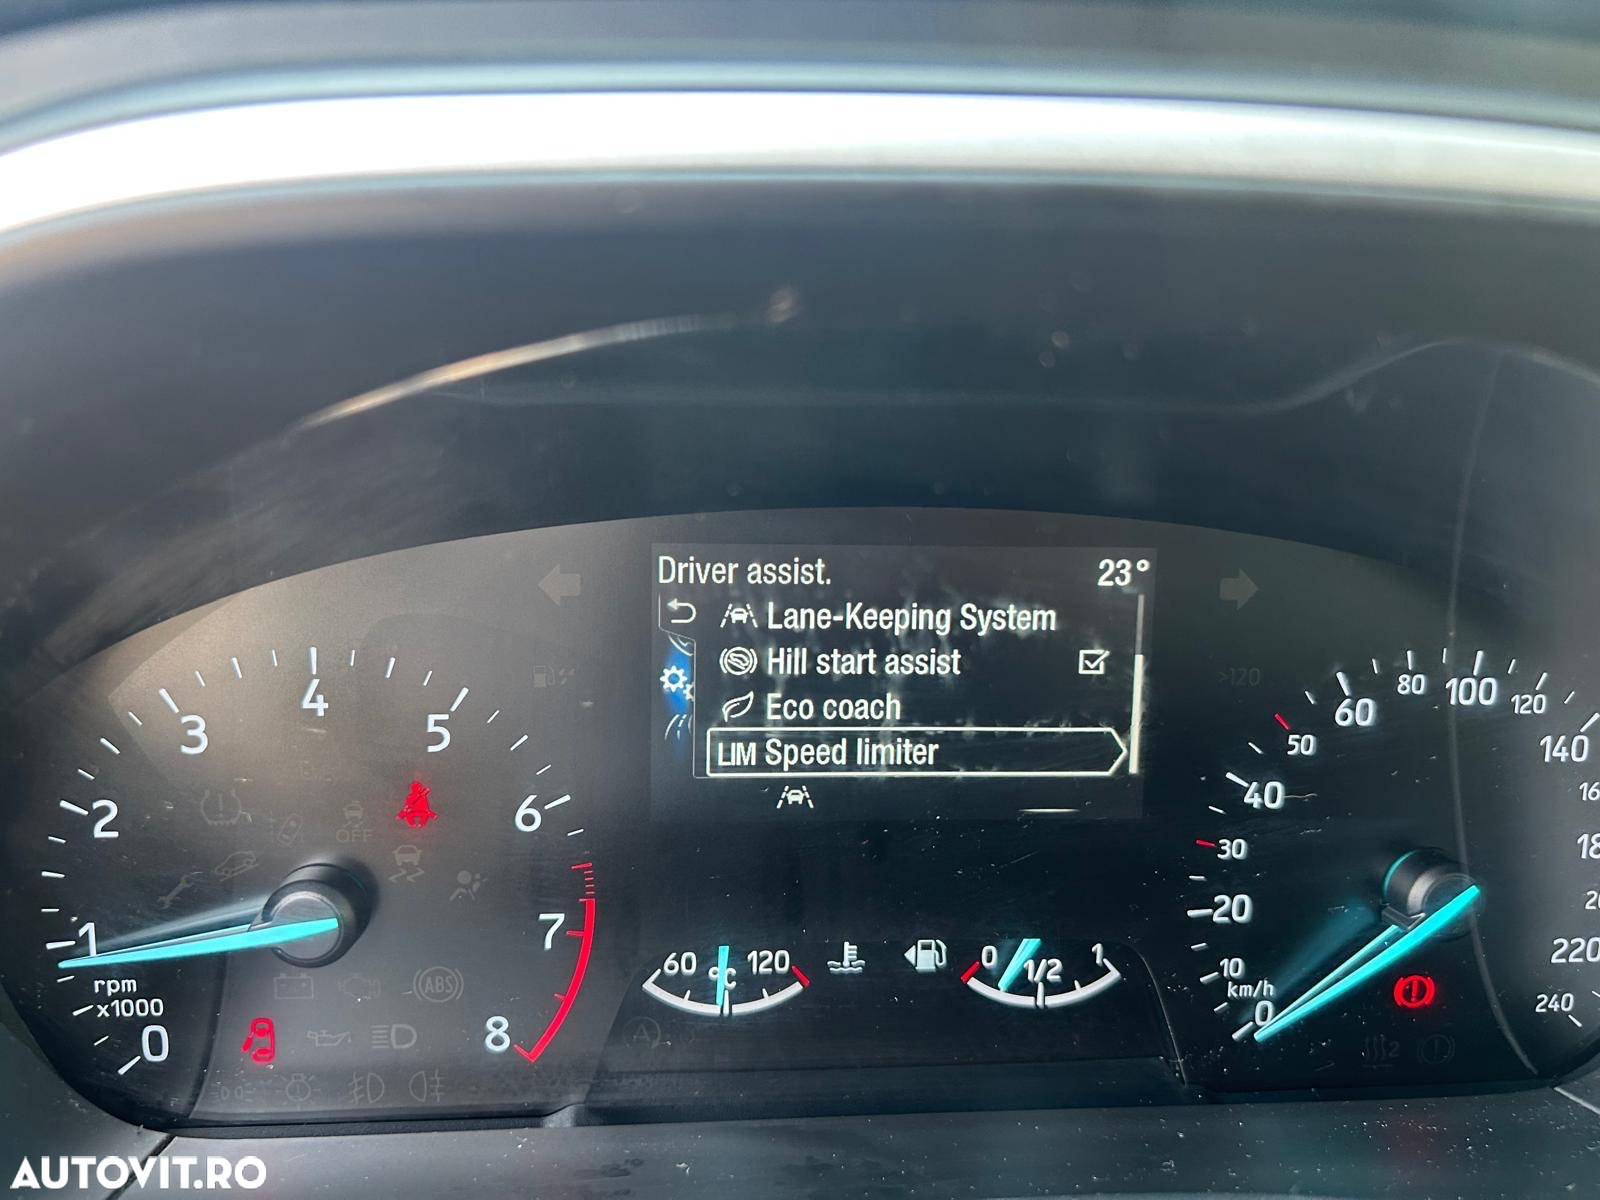 Driver assist. 23°
Lane-Keeping System
Hill start assist
Eco coach
LIM Speed limiter
0
1
2
3
4
5
6
7
8
rpm
x1000
OFF
ABS
60 °C 120
0 1/2 1
A
>120
0
10
20
30
40
50
60
80
100
120
140
220
240
km/h
AUTOVIT.RO